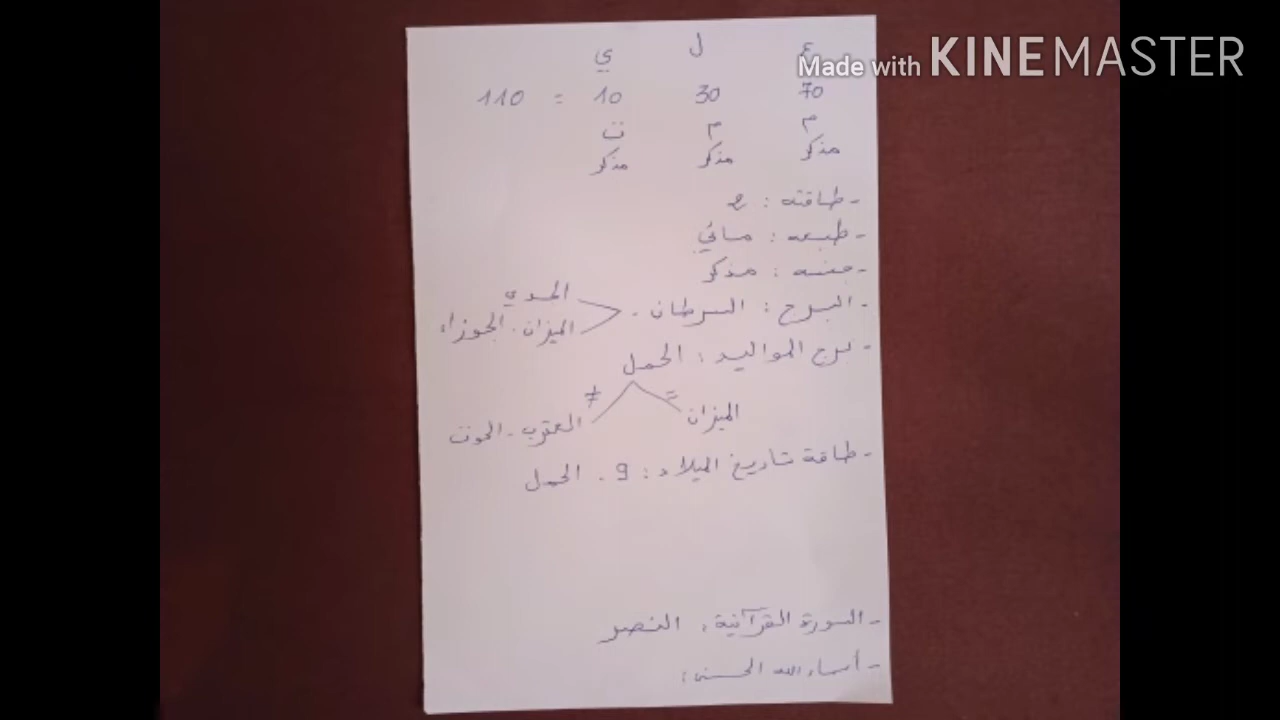 Made with KINEMASTER
ع ل ي
70 30 10 = 110
م م ت
مذكر مذكر مذكر
- طاقته : 2
- طبعه : مائي
- جنسه : مذكر
- البرج : السرطان -
الجدي
الميزان - الجوزاء
- برج المواليد : الحمل
= الميزان
≠ العقرب - الحوت
- طاقة تاريخ الميلاد : 9 . الحمل
- السورة القرآنية : النصر
- أسماء الله الحسنى :